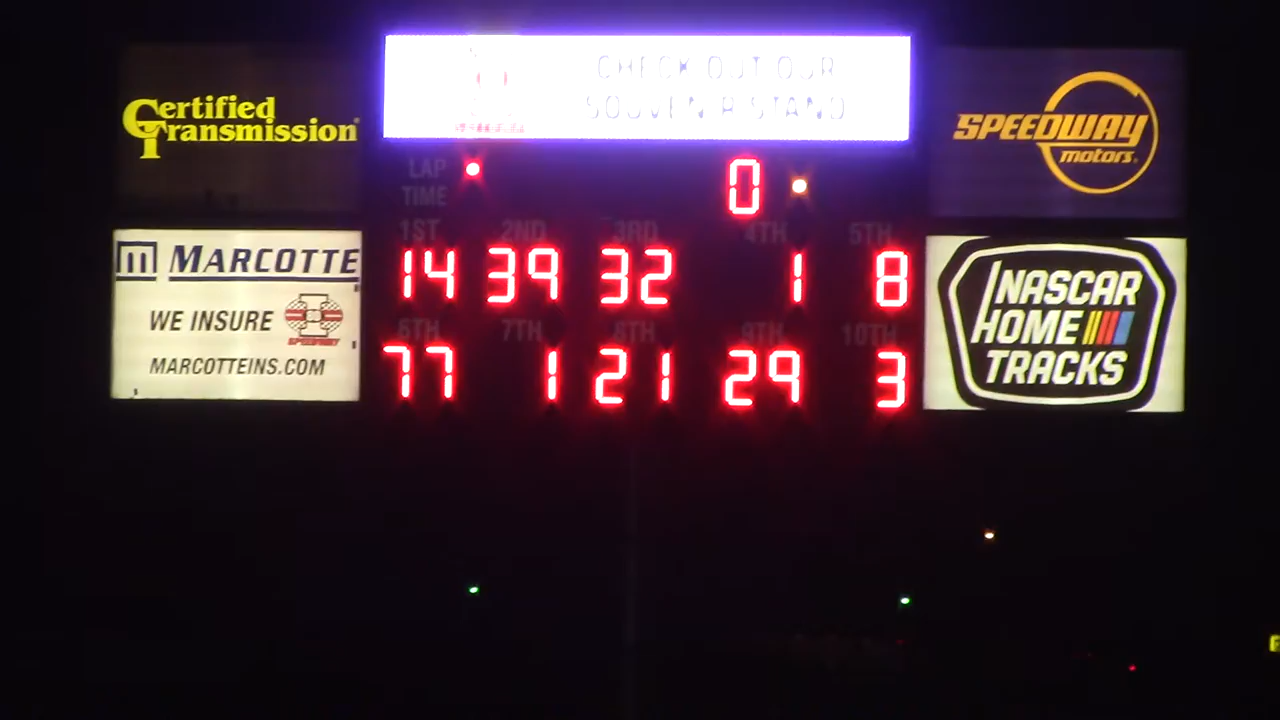 CHECK OUT OUR
SOUVENIR STAND
Certified
Transmission
SPEEDWAY
motors
LAP
TIME
0
1ST 2ND 3RD 4TH 5TH
14 39 32 1 8
6TH 7TH 8TH 9TH 10TH
77 1 21 29 3
MARCOTTE
WE INSURE
SPEEDWAY
MARCOTTEINS.COM
NASCAR
HOME
TRACKS